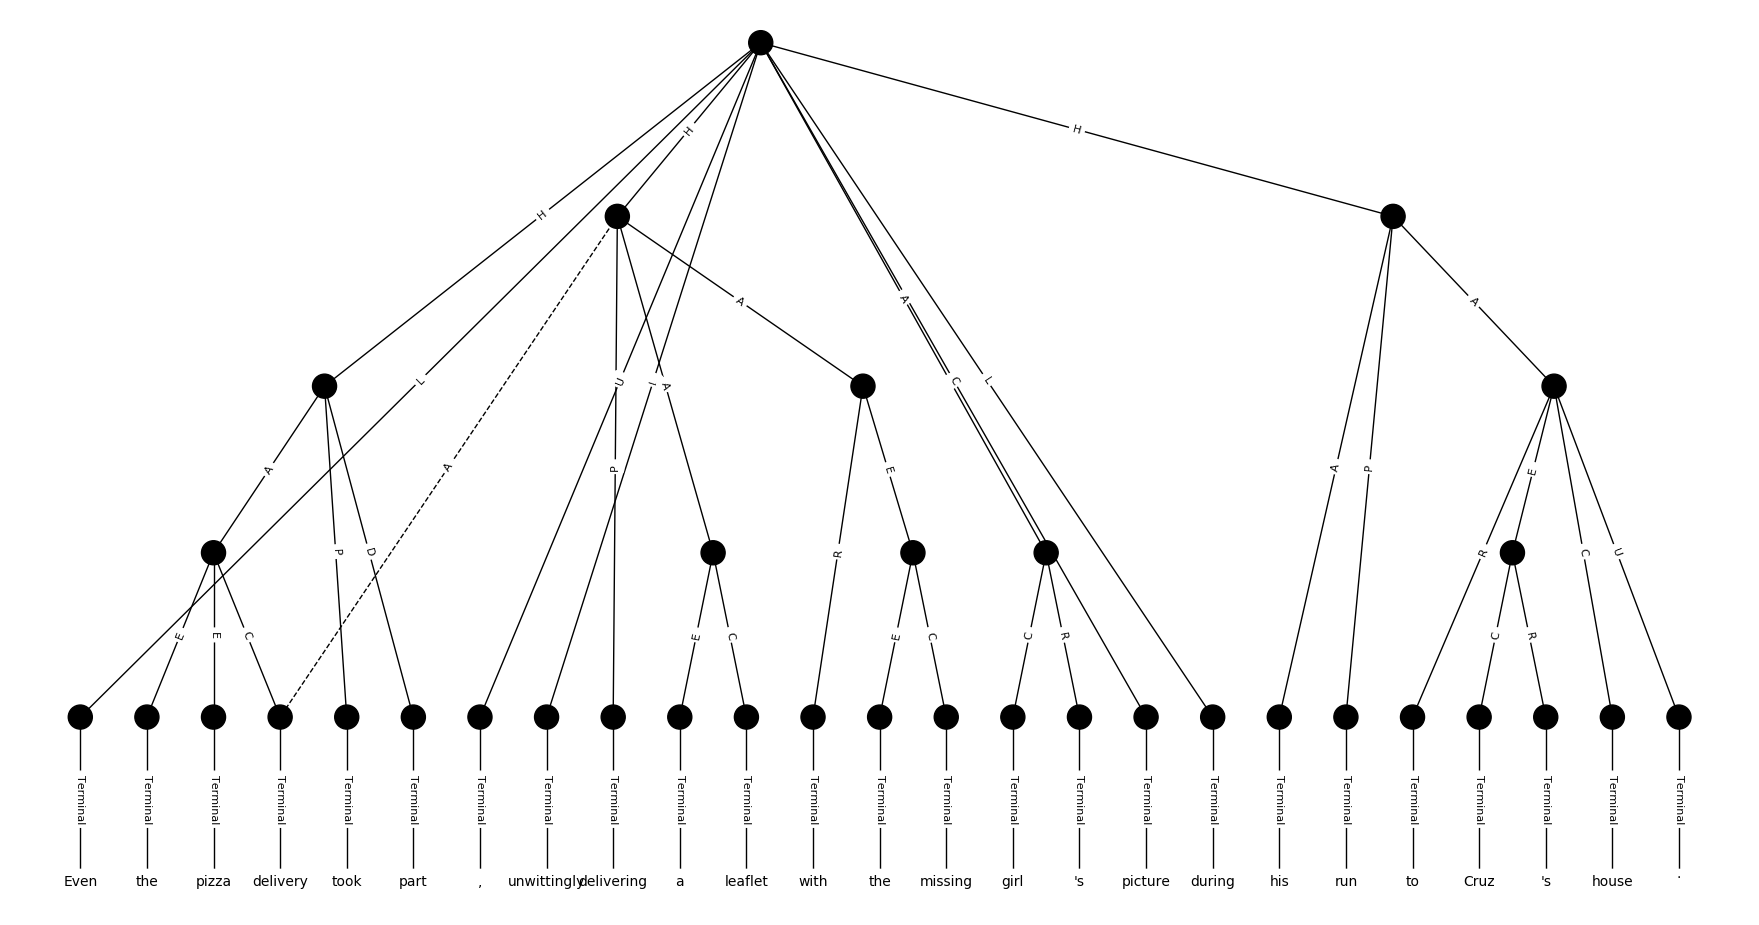 H
H
H
A
A
A
L
U
I
A
C
L
A
P
A
A
P
E
R
E
P
D
R
R
C
U
E
E
C
E
C
E
C
C
R
C
R
Terminal Terminal Terminal Terminal Terminal Terminal Terminal Terminal Terminal Terminal Terminal Terminal Terminal Terminal Terminal Terminal Terminal Terminal Terminal Terminal Terminal Terminal Terminal Terminal Terminal
Even the pizza delivery took part , unwittingly delivering a leaflet with the missing girl 's picture during his run to Cruz 's house .